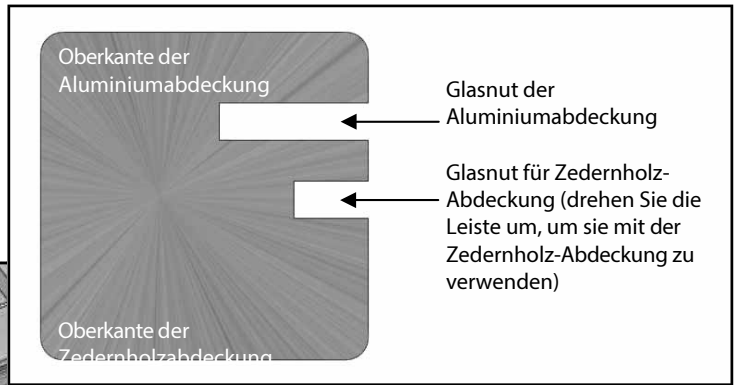 Oberkante der
Aluminiumabdeckung
Glasnut der
Aluminiumabdeckung
Glasnut für Zedernholz-
Abdeckung (drehen Sie die
Leiste um, um sie mit der
Zedernholz-Abdeckung zu
verwenden)
Oberkante der
Zedernholzabdeckung